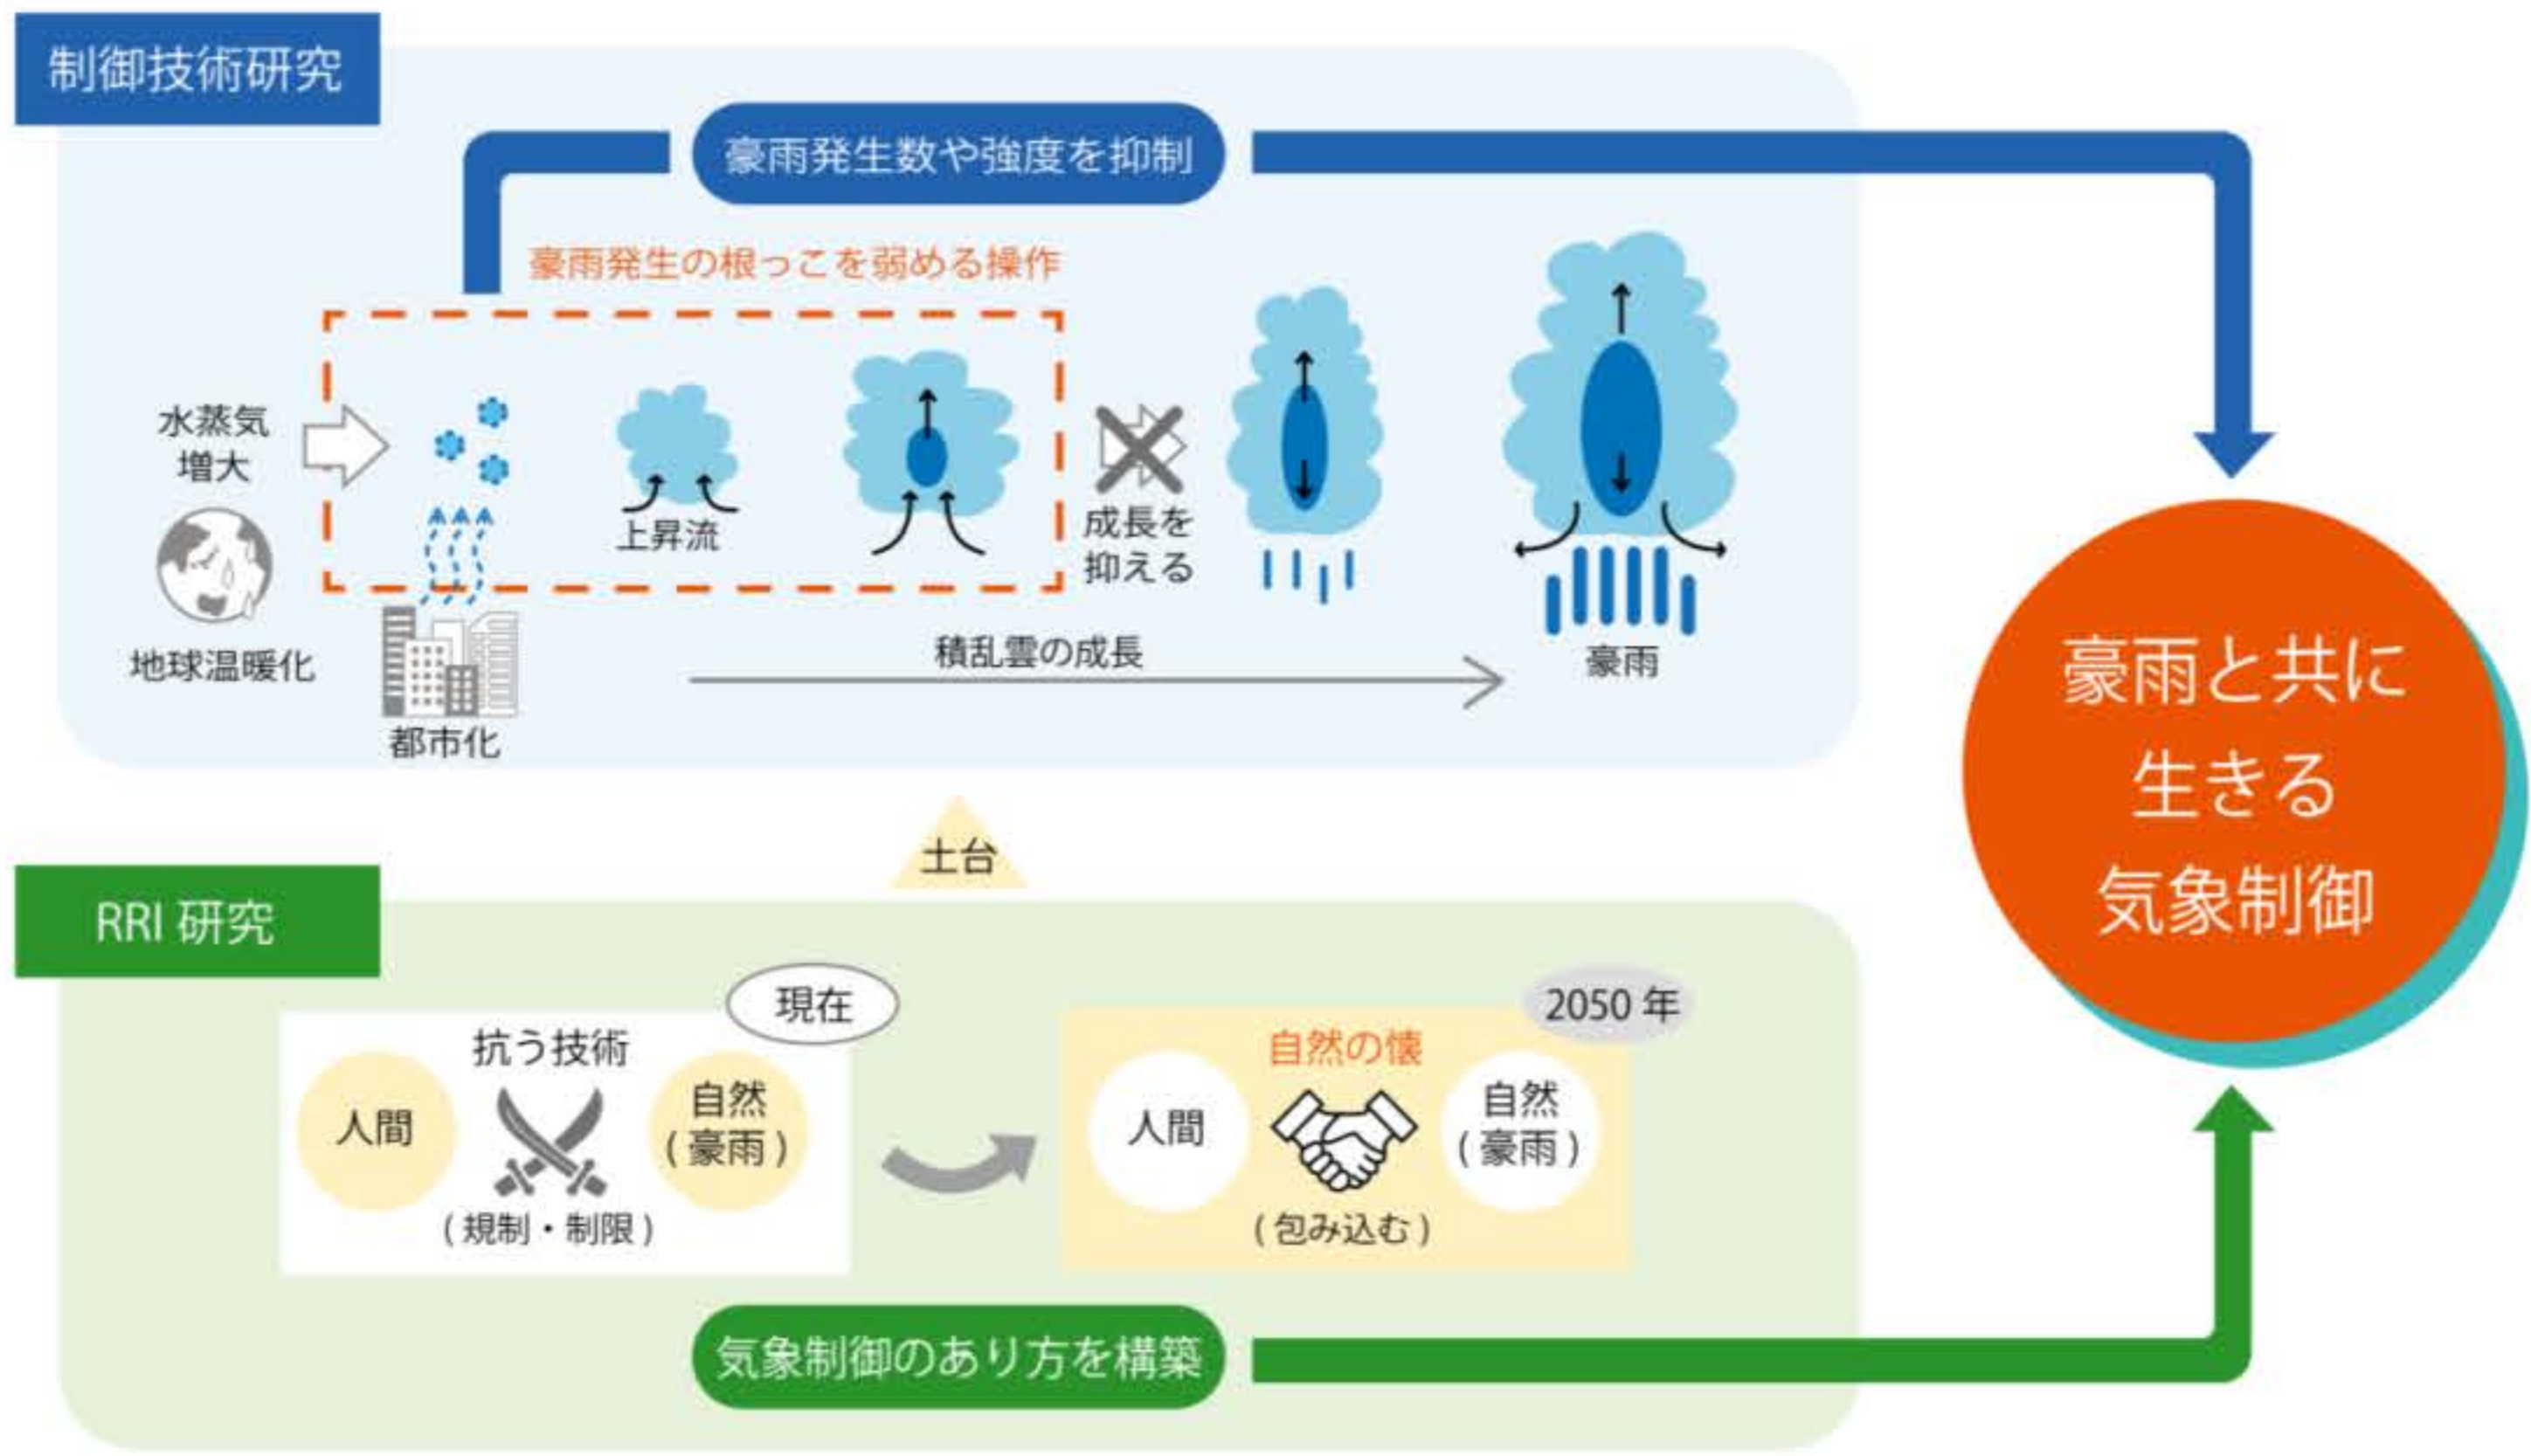 制御技術研究
豪雨発生数や強度を抑制
豪雨発生の根っこを弱める操作
水蒸気
増大
地球温暖化
都市化
上昇流
成長を
抑える
積乱雲の成長
豪雨
土台
RRI 研究
現在
抗う技術
人間
自然
(豪雨)
(規制・制限)
2050 年
自然の懐
人間
自然
(豪雨)
(包み込む)
気象制御のあり方を構築
豪雨と共に
生きる
気象制御